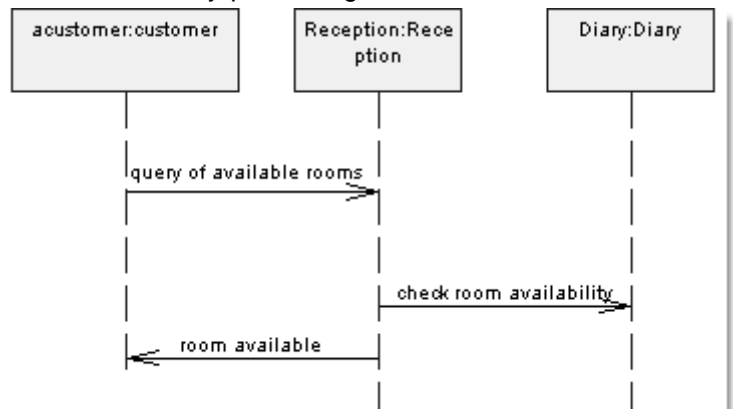 acustomer:customer
Reception:Rece
ption
Diary:Diary
query of available rooms
check room availability
room available